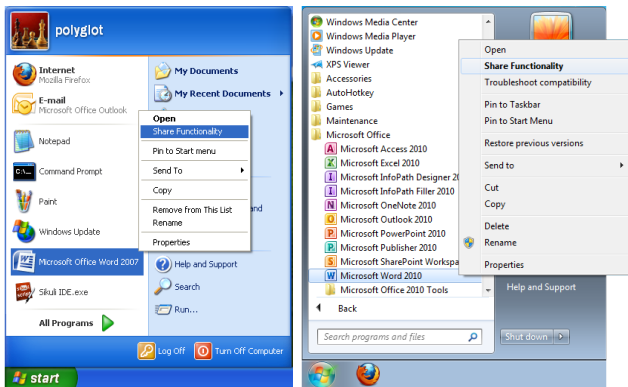 polyglot
Internet
Mozilla Firefox
E-mail
Microsoft Office Outlook
Notepad
Command Prompt
Paint
Windows Update
Microsoft Office Word 2007
Sikuli IDE.exe
All Programs
My Documents
My Recent Documents
Open
Share Functionality
Pin to Start menu
Send To
Copy
Remove from This List
Rename
Properties
and
Help and Support
Search
Run...
Log Off
Turn Off Computer
start
Windows Media Center
Windows Media Player
Windows Update
XPS Viewer
Accessories
AutoHotkey
Games
Maintenance
Microsoft Office
Microsoft Access 2010
Microsoft Excel 2010
Microsoft InfoPath Designer 20
Microsoft InfoPath Filler 2010
Microsoft OneNote 2010
Microsoft Outlook 2010
Microsoft PowerPoint 2010
Microsoft Publisher 2010
Microsoft SharePoint Workspa
Microsoft Word 2010
Microsoft Office 2010 Tools
Back
Search programs and files
Open
Share Functionality
Troubleshoot compatibility
Pin to Taskbar
Pin to Start Menu
Restore previous versions
Send to
Cut
Copy
Delete
Rename
Properties
Help and Support
Shut down